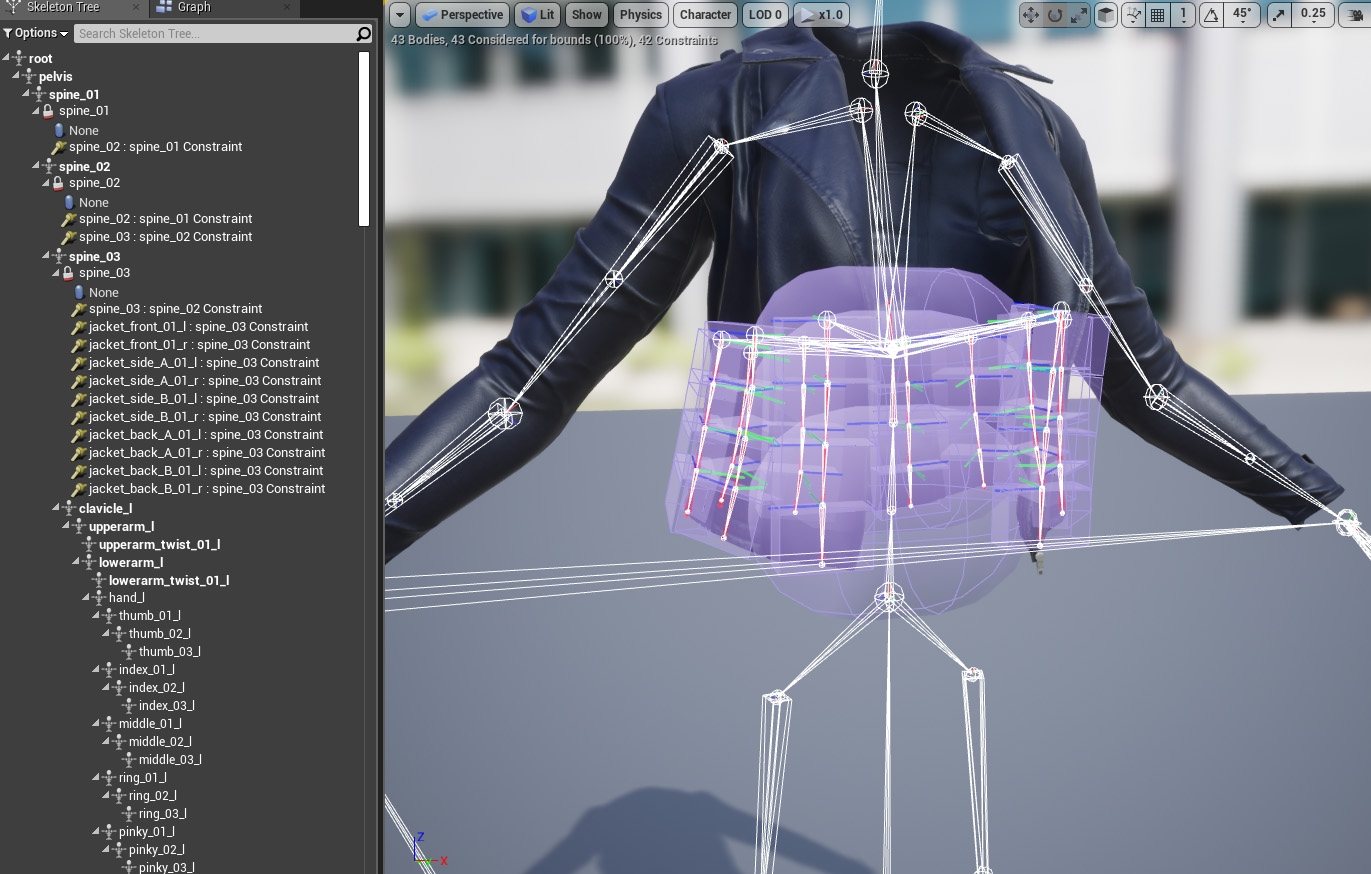 Skeleton Tree
Graph
Options
Search Skeleton Tree...
root
pelvis
spine_01
spine_01
None
spine_02 : spine_01 Constraint
spine_02
spine_02
None
spine_02 : spine_01 Constraint
spine_03 : spine_02 Constraint
spine_03
spine_03
None
spine_03 : spine_02 Constraint
jacket_front_01_l : spine_03 Constraint
jacket_front_01_r : spine_03 Constraint
jacket_side_A_01_l : spine_03 Constraint
jacket_side_A_01_r : spine_03 Constraint
jacket_side_B_01_l : spine_03 Constraint
jacket_side_B_01_r : spine_03 Constraint
jacket_back_A_01_l : spine_03 Constraint
jacket_back_A_01_r : spine_03 Constraint
jacket_back_B_01_l : spine_03 Constraint
jacket_back_B_01_r : spine_03 Constraint
clavicle_l
upperarm_l
upperarm_twist_01_l
lowerarm_l
lowerarm_twist_01_l
hand_l
thumb_01_l
thumb_02_l
thumb_03_l
index_01_l
index_02_l
index_03_l
middle_01_l
middle_02_l
middle_03_l
ring_01_l
ring_02_l
ring_03_l
pinky_01_l
pinky_02_l
pinky_03_l
Perspective
Lit
Show
Physics
Character
LOD 0
x1.0
1
45°
0.25
43 Bodies, 43 Considered for bounds (100%), 42 Constraints
Z
X